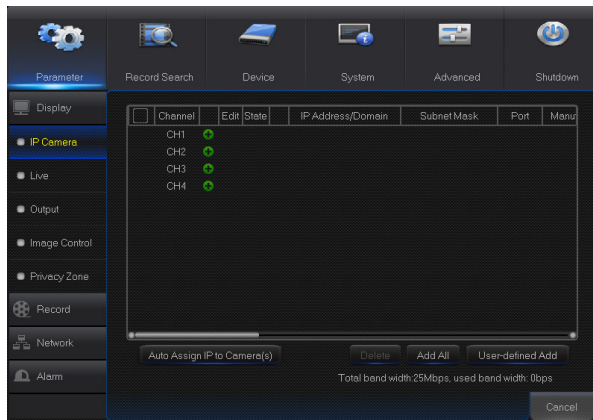 Parameter Record Search Device System Advanced Shutdown
Display
IP Camera
Live
Output
Image Control
Privacy Zone
Record
Network
Alarm
Channel Edit State IP Address/Domain Subnet Mask Port Manu
CH1
CH2
CH3
CH4
Auto Assign IP to Camera(s) Delete Add All User-defined Add
Total band width:25Mbps, used band width: 0bps
Cancel